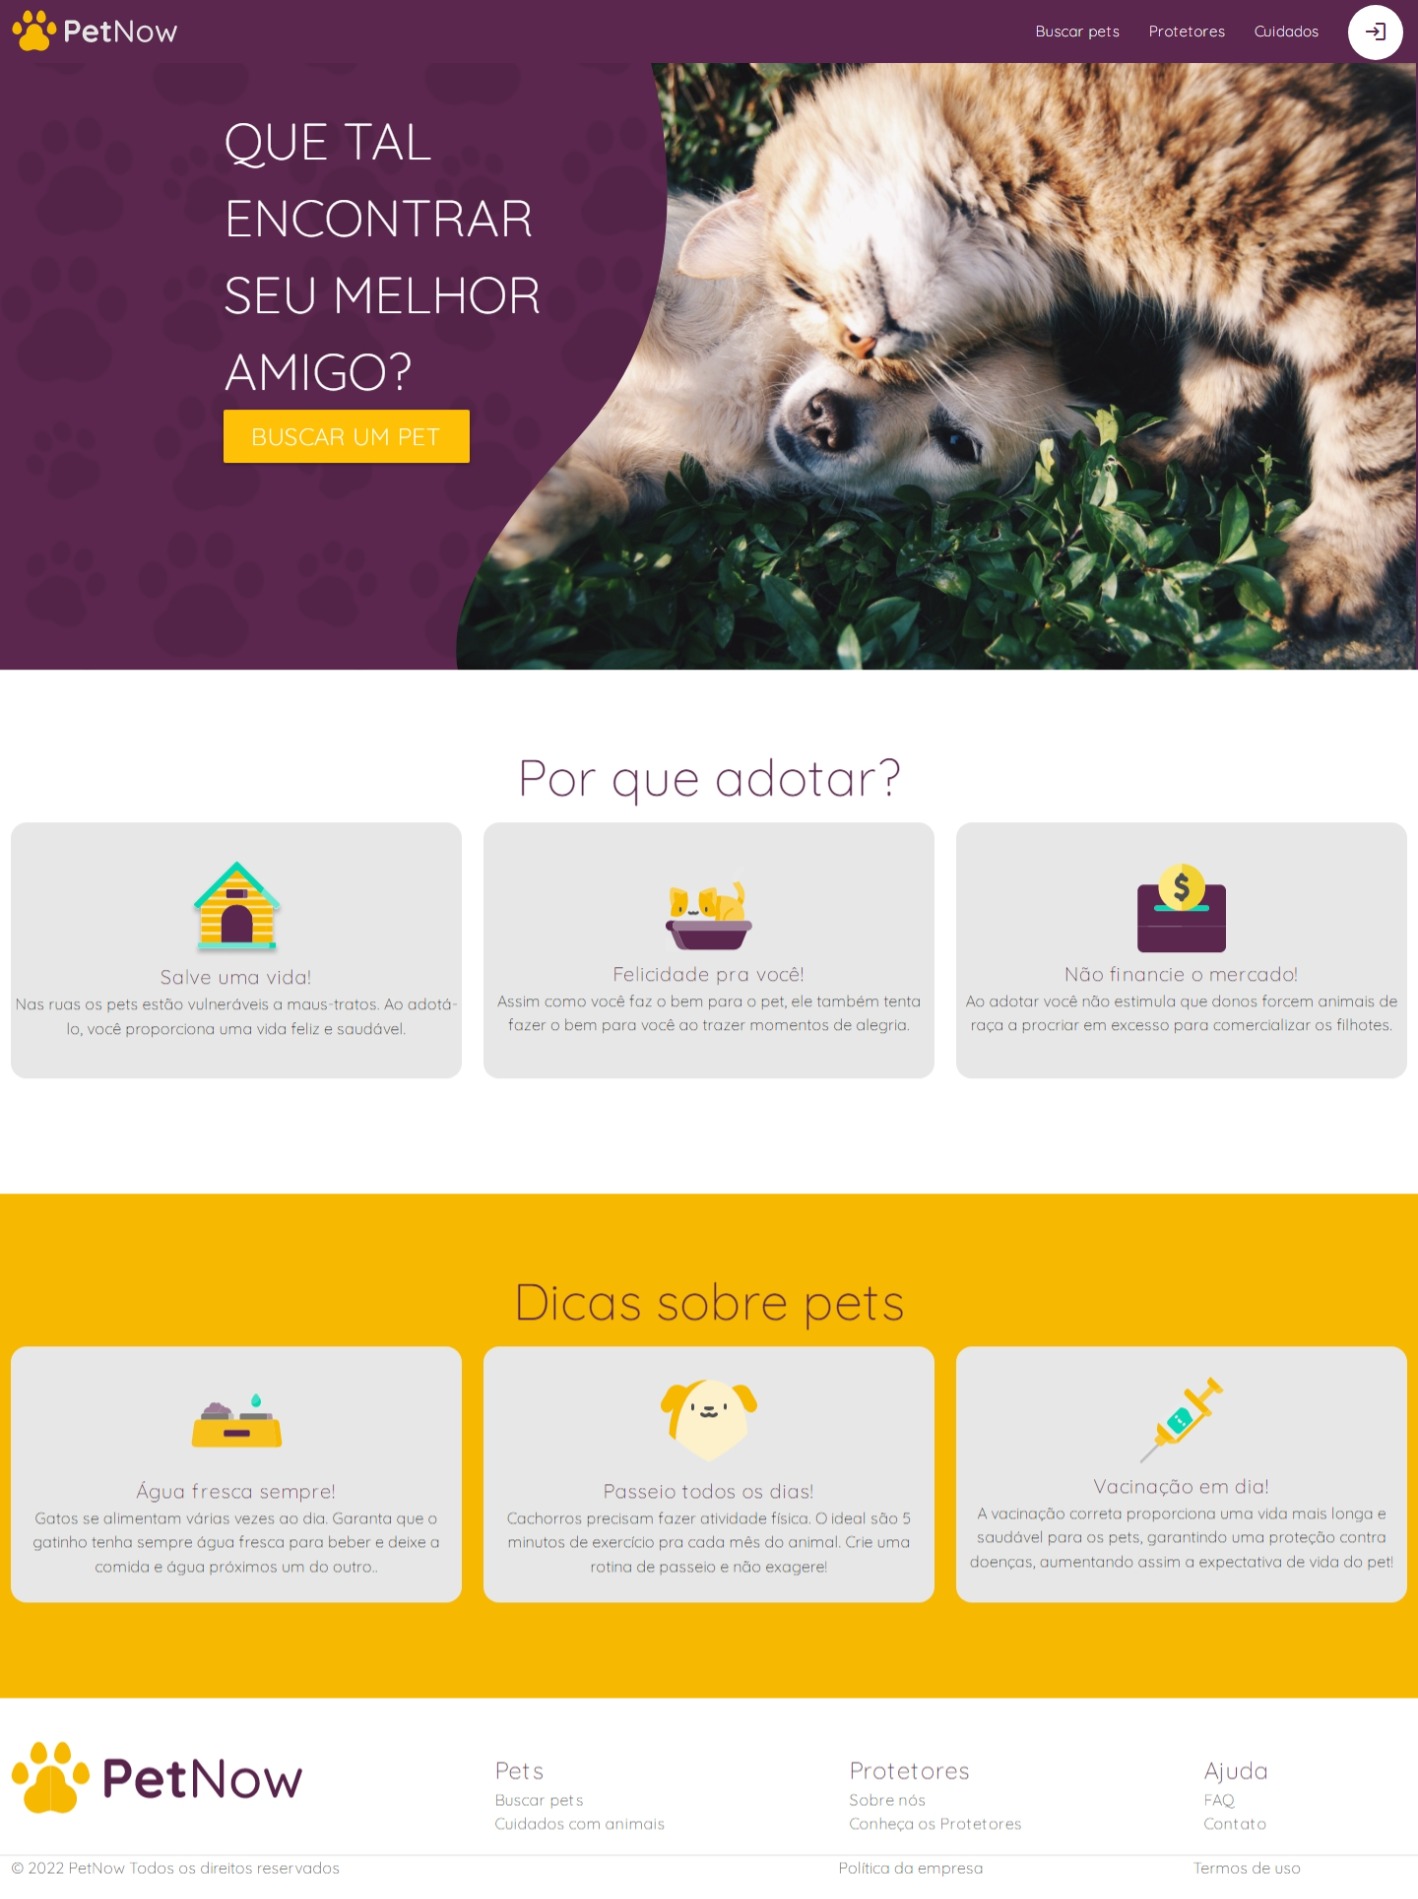 PetNow
Buscar pets
Protetores
Cuidados
QUE TAL
ENCONTRAR
SEU MELHOR
AMIGO?
BUSCAR UM PET
Por que adotar?
Salve uma vida!
Nas ruas os pets estão vulneráveis a maus-tratos. Ao adotá-
lo, você proporciona uma vida feliz e saudável.
Felicidade pra você!
Assim como você faz o bem para o pet, ele também tenta
fazer o bem para você ao trazer momentos de alegria.
$
Não financie o mercado!
Ao adotar você não estimula que donos forcem animais de
raça a procriar em excesso para comercializar os filhotes.
Dicas sobre pets
Água fresca sempre!
Gatos se alimentam várias vezes ao dia. Garanta que o
gatinho tenha sempre água fresca para beber e deixe a
comida e água próximos um do outro..
Passeio todos os dias!
Cachorros precisam fazer atividade física. O ideal são 5
minutos de exercício pra cada mês do animal. Crie uma
rotina de passeio e não exagere!
Vacinação em dia!
A vacinação correta proporciona uma vida mais longa e
saudável para os pets, garantindo uma proteção contra
doenças, aumentando assim a expectativa de vida do pet!
PetNow
Pets
Buscar pets
Cuidados com animais
Protetores
Sobre nós
Conheça os Protetores
Ajuda
FAQ
Contato
© 2022 PetNow Todos os direitos reservados
Política da empresa
Termos de uso